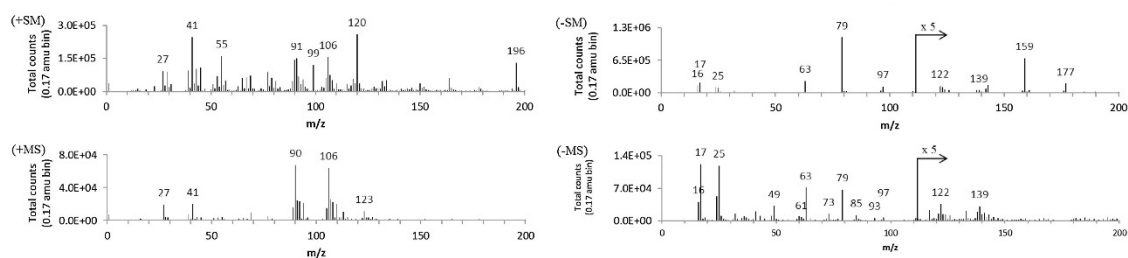 (+SM)
Total counts
(0.17 amu bin)
3.0E+05
1.5E+05
0.0E+00
27
41
55
91
99
106
120
196
0 50 100 150 200
m/z
(-SM)
Total counts
(0.17 amu bin)
1.3E+06
6.5E+05
0.0E+00
16
17
25
63
79
97
x 5
122
139
159
177
0 50 100 150 200
m/z
(+MS)
Total counts
(0.17 amu bin)
8.0E+04
4.0E+04
0.0E+00
27
41
90
106
123
0 50 100 150 200
m/z
(-MS)
Total counts
(0.17 amu bin)
1.4E+05
7.0E+04
0.0E+00
16
17
25
49
61
63
73
79
85
93
97
x 5
122
139
0 50 100 150 200
m/z